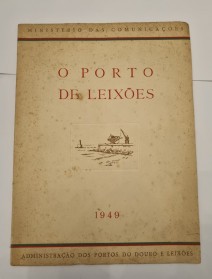 MINISTÉRIO DAS COMUNICAÇÕES
O PORTO
DE LEIXÕES
1949
ADMINISTRAÇÃO DOS PORTOS DO DOURO E LEIXÕES